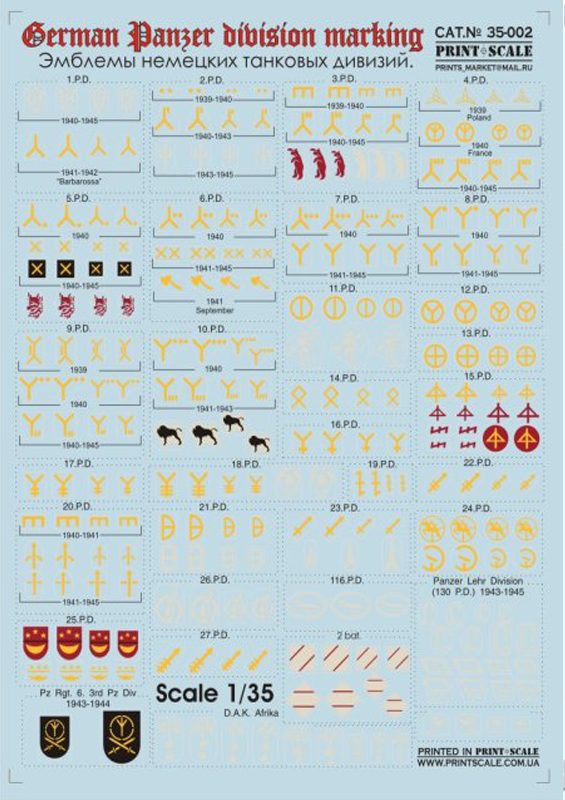 German Panzer division marking
CAT.№ 35-002
PRINT SCALE
PRINTS_MARKET@MAIL.RU
Эмблемы немецких танковых дивизий.
1.P.D.
2.P.D.
3.P.D.
4.P.D.
1940-1945
1939-1940
1939-1940
1939
Poland
1940-1943
1940-1945
1940
France
1941-1942
"Barbarossa"
1943-1945
1940-1945
5.P.D.
6.P.D.
7.P.D.
8.P.D.
1940
1940
1940
1940
1940-1945
1941-1945
1941-1945
1941-1945
1941
September
11.P.D.
12.P.D.
9.P.D.
10.P.D.
13.P.D.
1939
1940
14.P.D.
15.P.D.
1940
1941-1943
1940-1945
16.P.D.
17.P.D.
18.P.D.
19.P.D.
22.P.D.
20.P.D.
21.P.D.
23.P.D.
24.P.D.
1940-1941
1941-1945
26.P.D.
116.P.D.
Panzer Lehr Division
(130 P.D.) 1943-1945
25.P.D.
27.P.D.
2 bat.
Pz Rgt. 6. 3rd Pz Div.
1943-1944
Scale 1/35
D.A.K. Afrika
PRINTED IN PRINT SCALE
WWW.PRINTSCALE.COM.UA